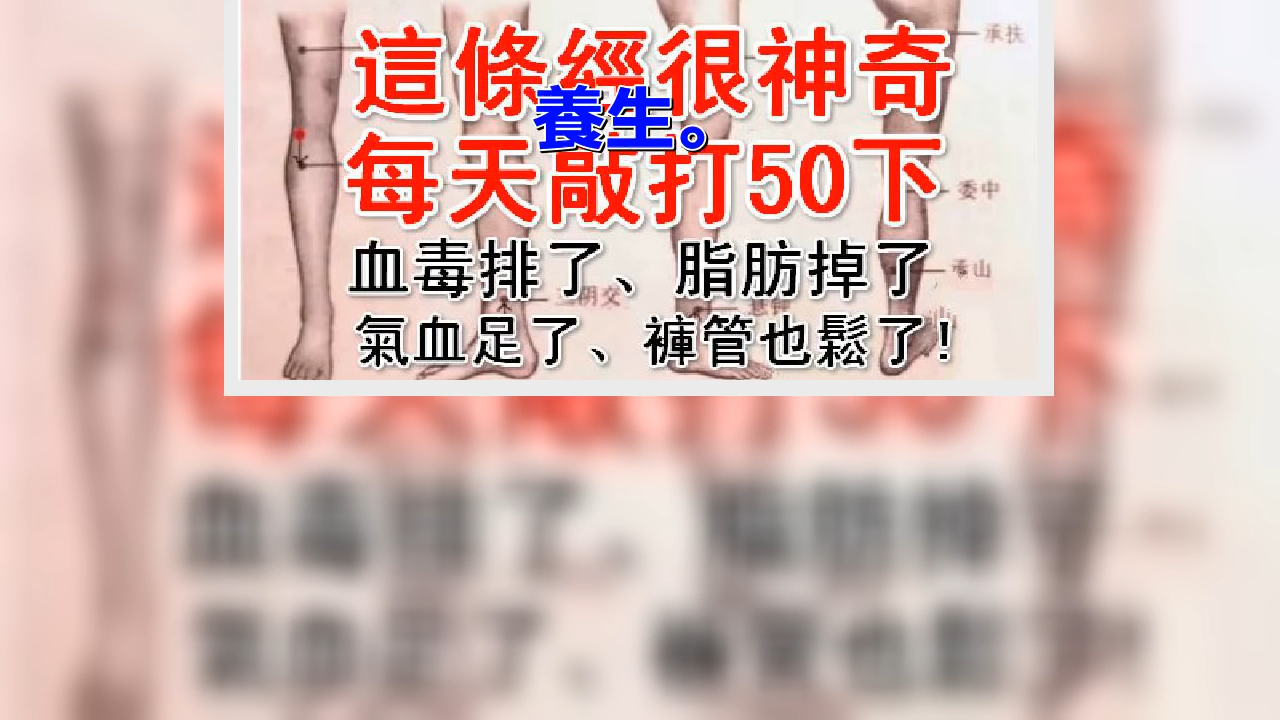 這條經很神奇
養生。
每天敲打50下
血毒排了、脂肪掉了
氣血足了、褲管也鬆了!
承扶
委中
承山
三阴交